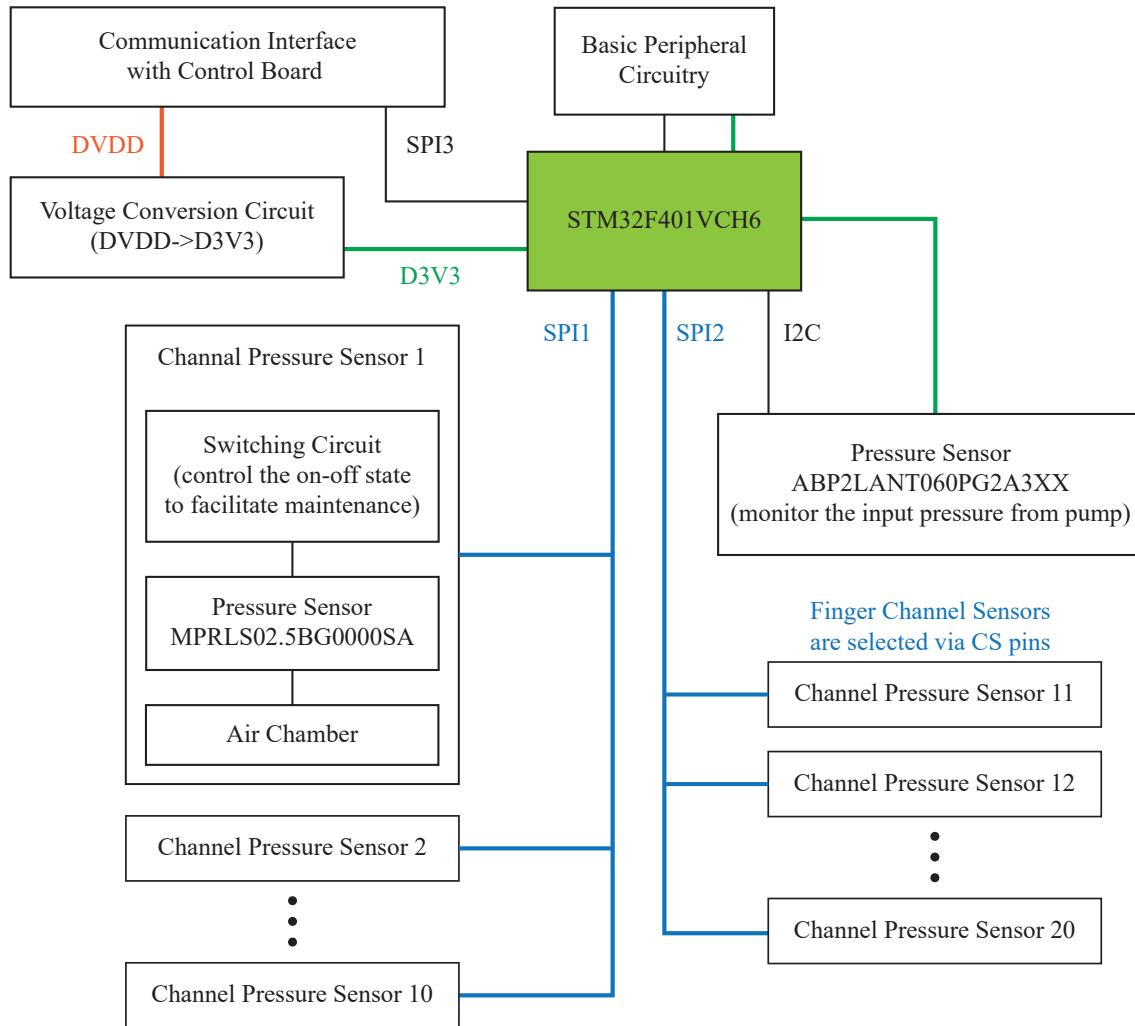 Communication Interface
with Control Board
Basic Peripheral
Circuitry
DVDD
SPI3
Voltage Conversion Circuit
(DVDD->D3V3)
STM32F401VCH6
D3V3
SPI1
SPI2
I2C
Channal Pressure Sensor 1
Switching Circuit
(control the on-off state
to facilitate maintenance)
Pressure Sensor
MPRLS02.5BG0000SA
Air Chamber
Pressure Sensor
ABP2LANT060PG2A3XX
(monitor the input pressure from pump)
Finger Channel Sensors
are selected via CS pins
Channel Pressure Sensor 11
Channel Pressure Sensor 12
Channel Pressure Sensor 20
Channel Pressure Sensor 2
Channel Pressure Sensor 10